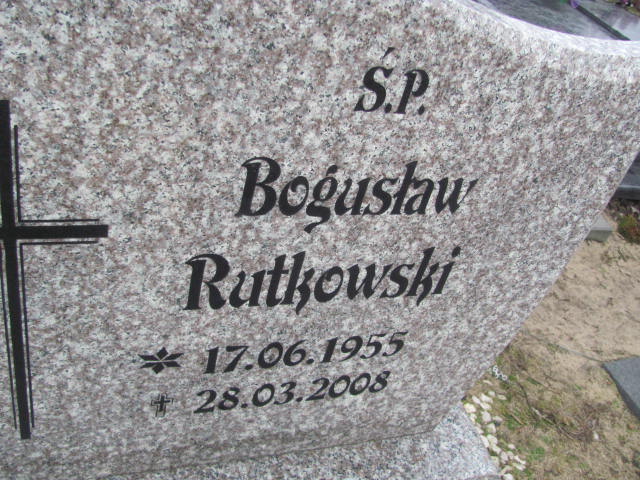 Ś.P.
Bogusław
Rutkowski
17.06.1955
28.03.2008